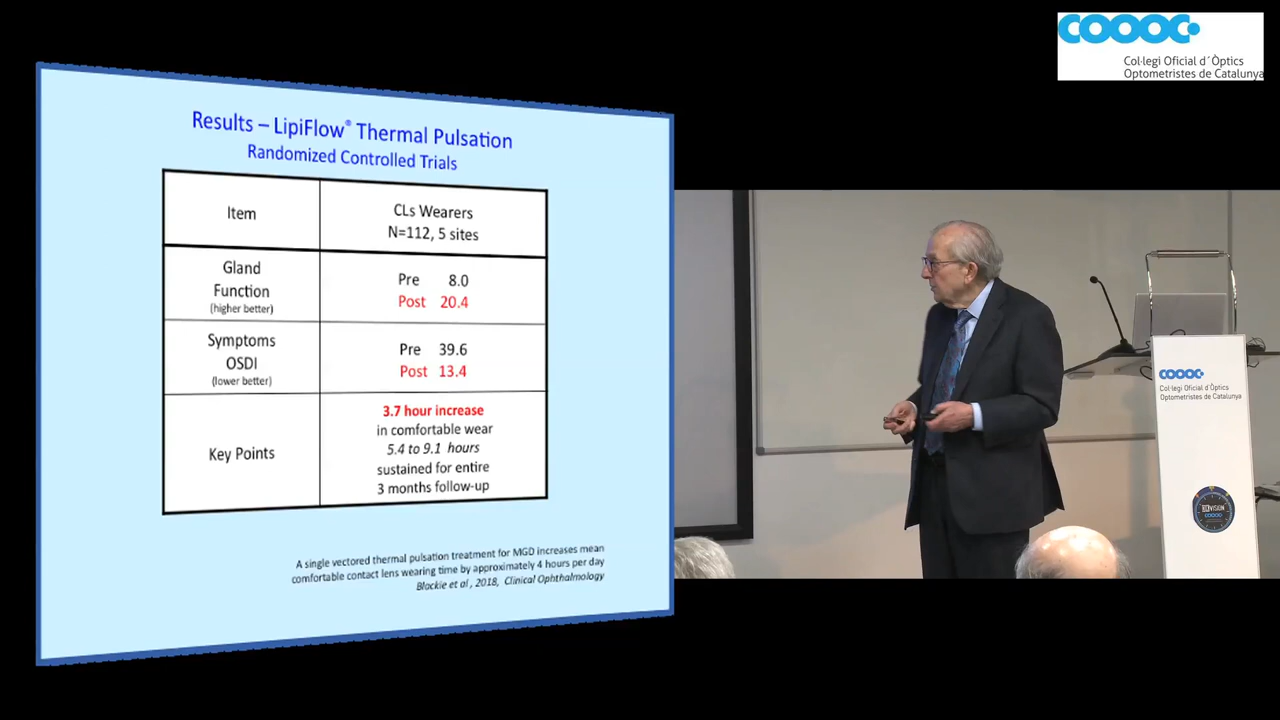 COOOC
Col·legi Oficial d´Òptics
Optometristes de Catalunya
Results – LipiFlow® Thermal Pulsation
Randomized Controlled Trials
Item
CLs Wearers
N=112, 5 sites
Gland
Function
(higher better)
Pre 8.0
Post 20.4
Symptoms
OSDI
(lower better)
Pre 39.6
Post 13.4
Key Points
3.7 hour increase
in comfortable wear
5.4 to 9.1 hours
sustained for entire
3 months follow-up
A single vectored thermal pulsation treatment for MGD increases mean
comfortable contact lens wearing time by approximately 4 hours per day
Blackie et al , 2018, Clinical Ophthalmology
COOOC
Col·legi Oficial d´Òptics
Optometristes de Catalunya
VISION